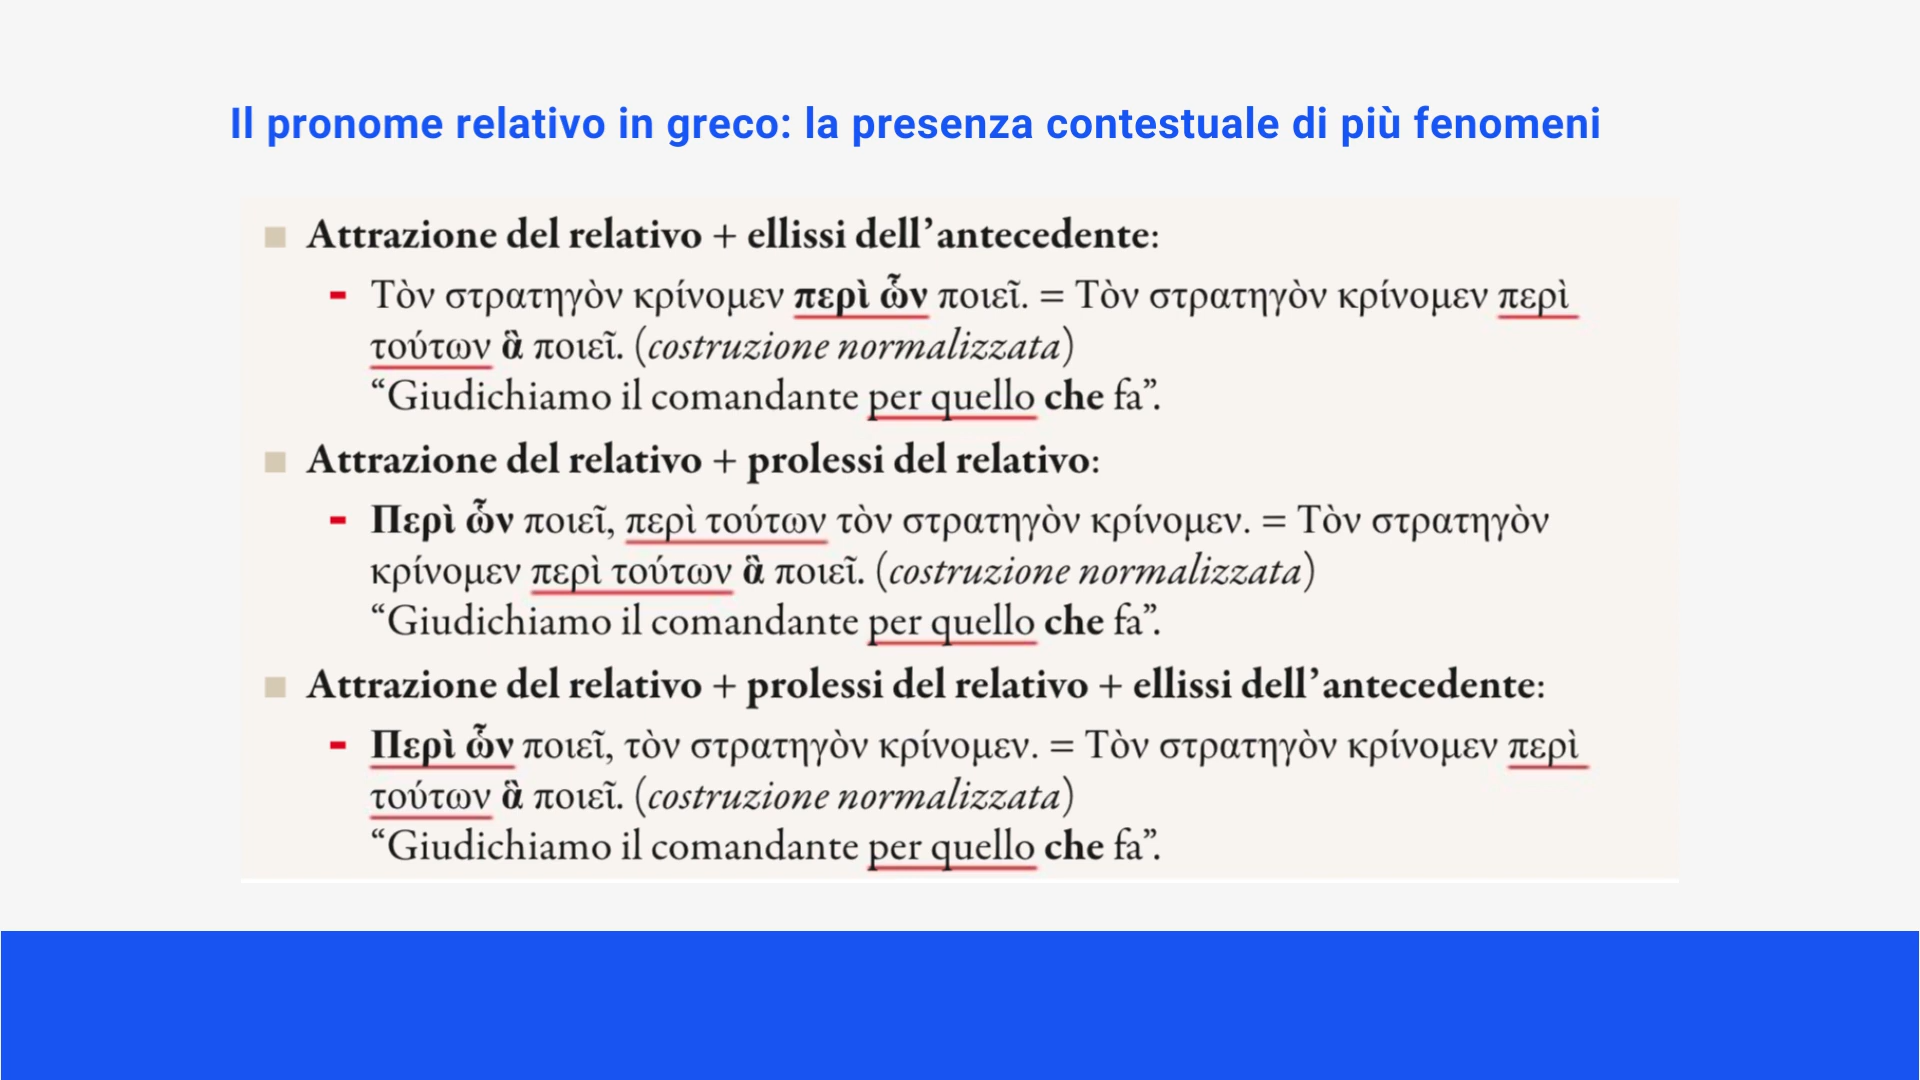 Il pronome relativo in greco: la presenza contestuale di più fenomeni
Attrazione del relativo + ellissi dell’antecedente:
- Τὸν στρατηγὸν κρίνομεν περὶ ὧν ποιεῖ. = Τὸν στρατηγὸν κρίνομεν περὶ
τούτων ἃ ποιεῖ. (costruzione normalizzata)
“Giudichiamo il comandante per quello che fa”.
Attrazione del relativo + prolessi del relativo:
- Περὶ ὧν ποιεῖ, περὶ τούτων τὸν στρατηγὸν κρίνομεν. = Τὸν στρατηγὸν
κρίνομεν περὶ τούτων ἃ ποιεῖ. (costruzione normalizzata)
“Giudichiamo il comandante per quello che fa”.
Attrazione del relativo + prolessi del relativo + ellissi dell’antecedente:
- Περὶ ὧν ποιεῖ, τὸν στρατηγὸν κρίνομεν. = Τὸν στρατηγὸν κρίνομεν περὶ
τούτων ἃ ποιεῖ. (costruzione normalizzata)
“Giudichiamo il comandante per quello che fa”.